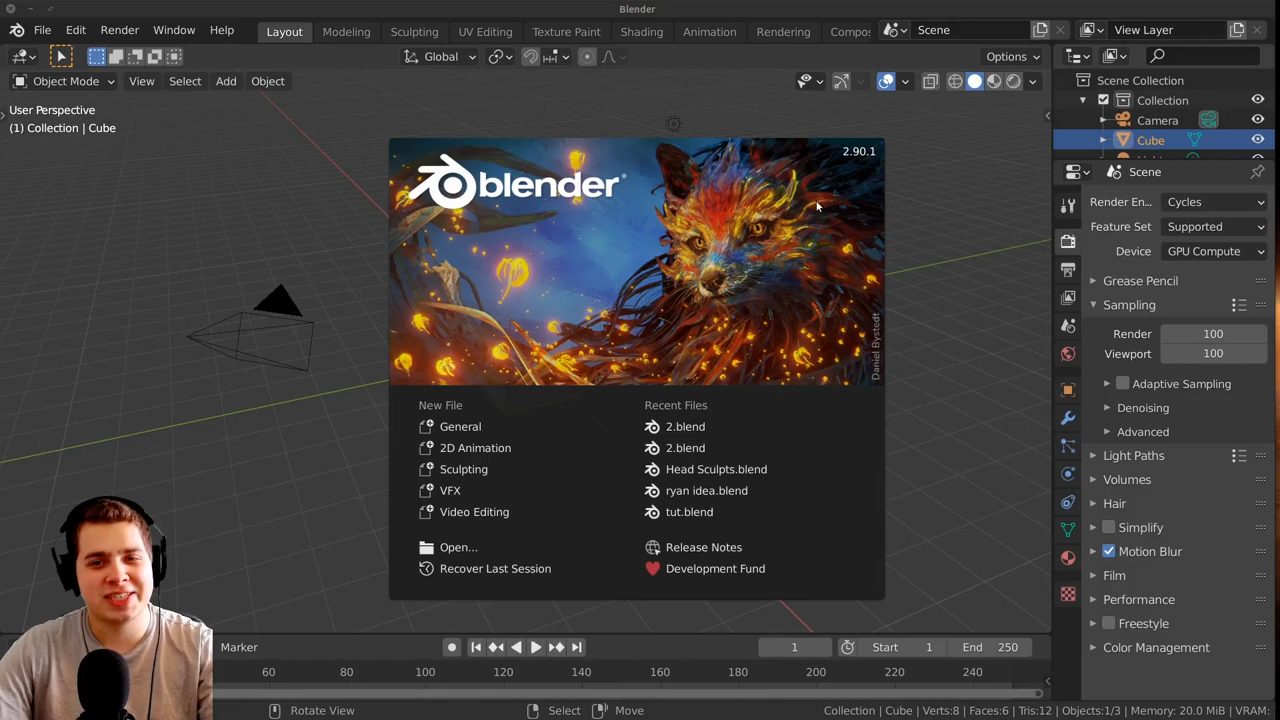 Blender
File Edit Render Window Help Layout Modeling Sculpting UV Editing Texture Paint Shading Animation Rendering Compos Scene View Layer
Global Options
Object Mode View Select Add Object
User Perspective
(1) Collection | Cube
Scene Collection
Collection
Camera
Cube
Scene
Render En... Cycles
Feature Set Supported
Device GPU Compute
Grease Pencil
Sampling
Render 100
Viewport 100
Adaptive Sampling
Denoising
Advanced
Light Paths
Volumes
Hair
Simplify
Motion Blur
Film
Performance
Freestyle
Color Management
2.90.1
blender
Daniel Bystedt
New File
General
2D Animation
Sculpting
VFX
Video Editing
Open...
Recover Last Session
Recent Files
2.blend
2.blend
Head Sculpts.blend
ryan idea.blend
tut.blend
Release Notes
Development Fund
Marker 1 Start 1 End 250
60 80 100 120 140 160 180 200 220 240
Rotate View Select Move Collection | Cube | Verts:8 | Faces:6 | Tris:12 | Objects:1/3 | Memory: 20.0 MiB | VRAM: